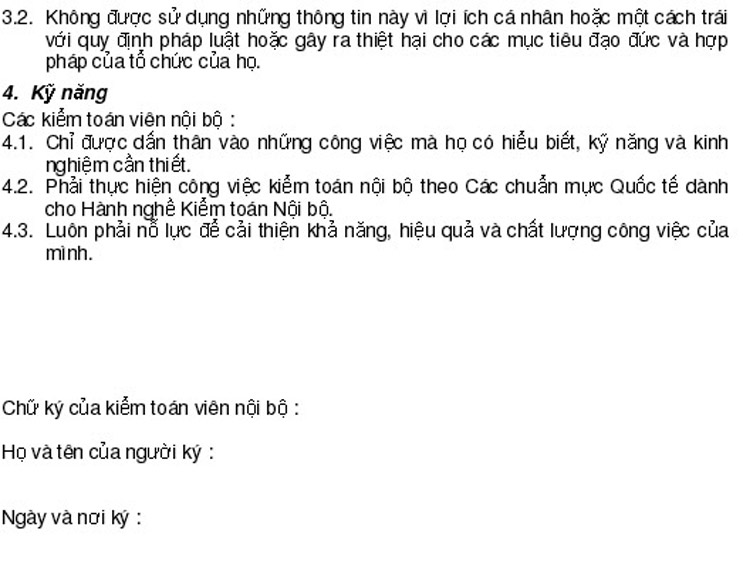 3.2. Không được sử dụng những thông tin này vì lợi ích cá nhân hoặc một cách trái
với quy định pháp luật hoặc gây ra thiệt hại cho các mục tiêu đạo đức và hợp
pháp của tổ chức của họ.
4. Kỹ năng
Các kiểm toán viên nội bộ :
4.1. Chỉ được dấn thân vào những công việc mà họ có hiểu biết, kỹ năng và kinh
nghiệm cần thiết.
4.2. Phải thực hiện công việc kiểm toán nội bộ theo Các chuẩn mực Quốc tế dành
cho Hành nghề Kiểm toán Nội bộ.
4.3. Luôn phải nỗ lực để cải thiện khả năng, hiệu quả và chất lượng công việc của
mình.
Chữ ký của kiểm toán viên nội bộ :
Họ và tên của người ký :
Ngày và nơi ký :